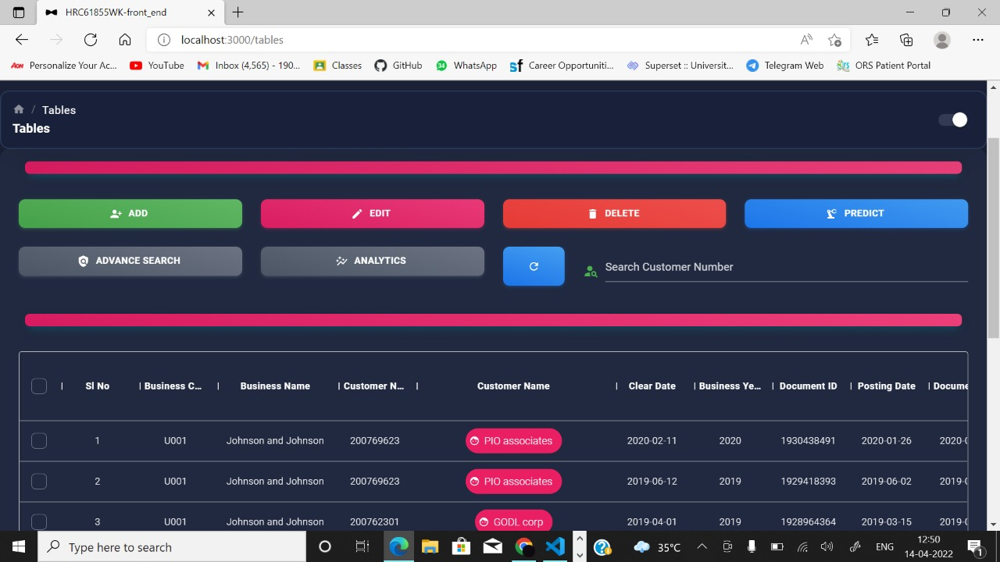 HRC61855WK-front_end
localhost:3000/tables
Personalize Your Ac... YouTube Inbox (4,565) - 190... Classes GitHub WhatsApp Career Opportuniti... Superset :: Universit... Telegram Web ORS Patient Portal
/ Tables
Tables
ADD EDIT DELETE PREDICT
ADVANCE SEARCH ANALYTICS Search Customer Number
Sl No Business C... Business Name Customer N... Customer Name Clear Date Business Ye... Document ID Posting Date Docume
1 U001 Johnson and Johnson 200769623 PIO associates 2020-02-11 2020 1930438491 2020-01-26 2020-0
2 U001 Johnson and Johnson 200769623 PIO associates 2019-06-12 2019 1929418393 2019-06-02 2019-0
3 U001 Johnson and Johnson 200762301 GODL corp 2019-04-01 2019 1928964364 2019-03-15 2019-0
Type here to search 35°C ENG 12:50
14-04-2022 1